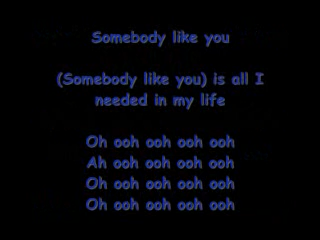 Somebody like you
(Somebody like you) is all I
needed in my life
Oh ooh ooh ooh ooh
Ah ooh ooh ooh ooh
Oh ooh ooh ooh ooh
Oh ooh ooh ooh ooh